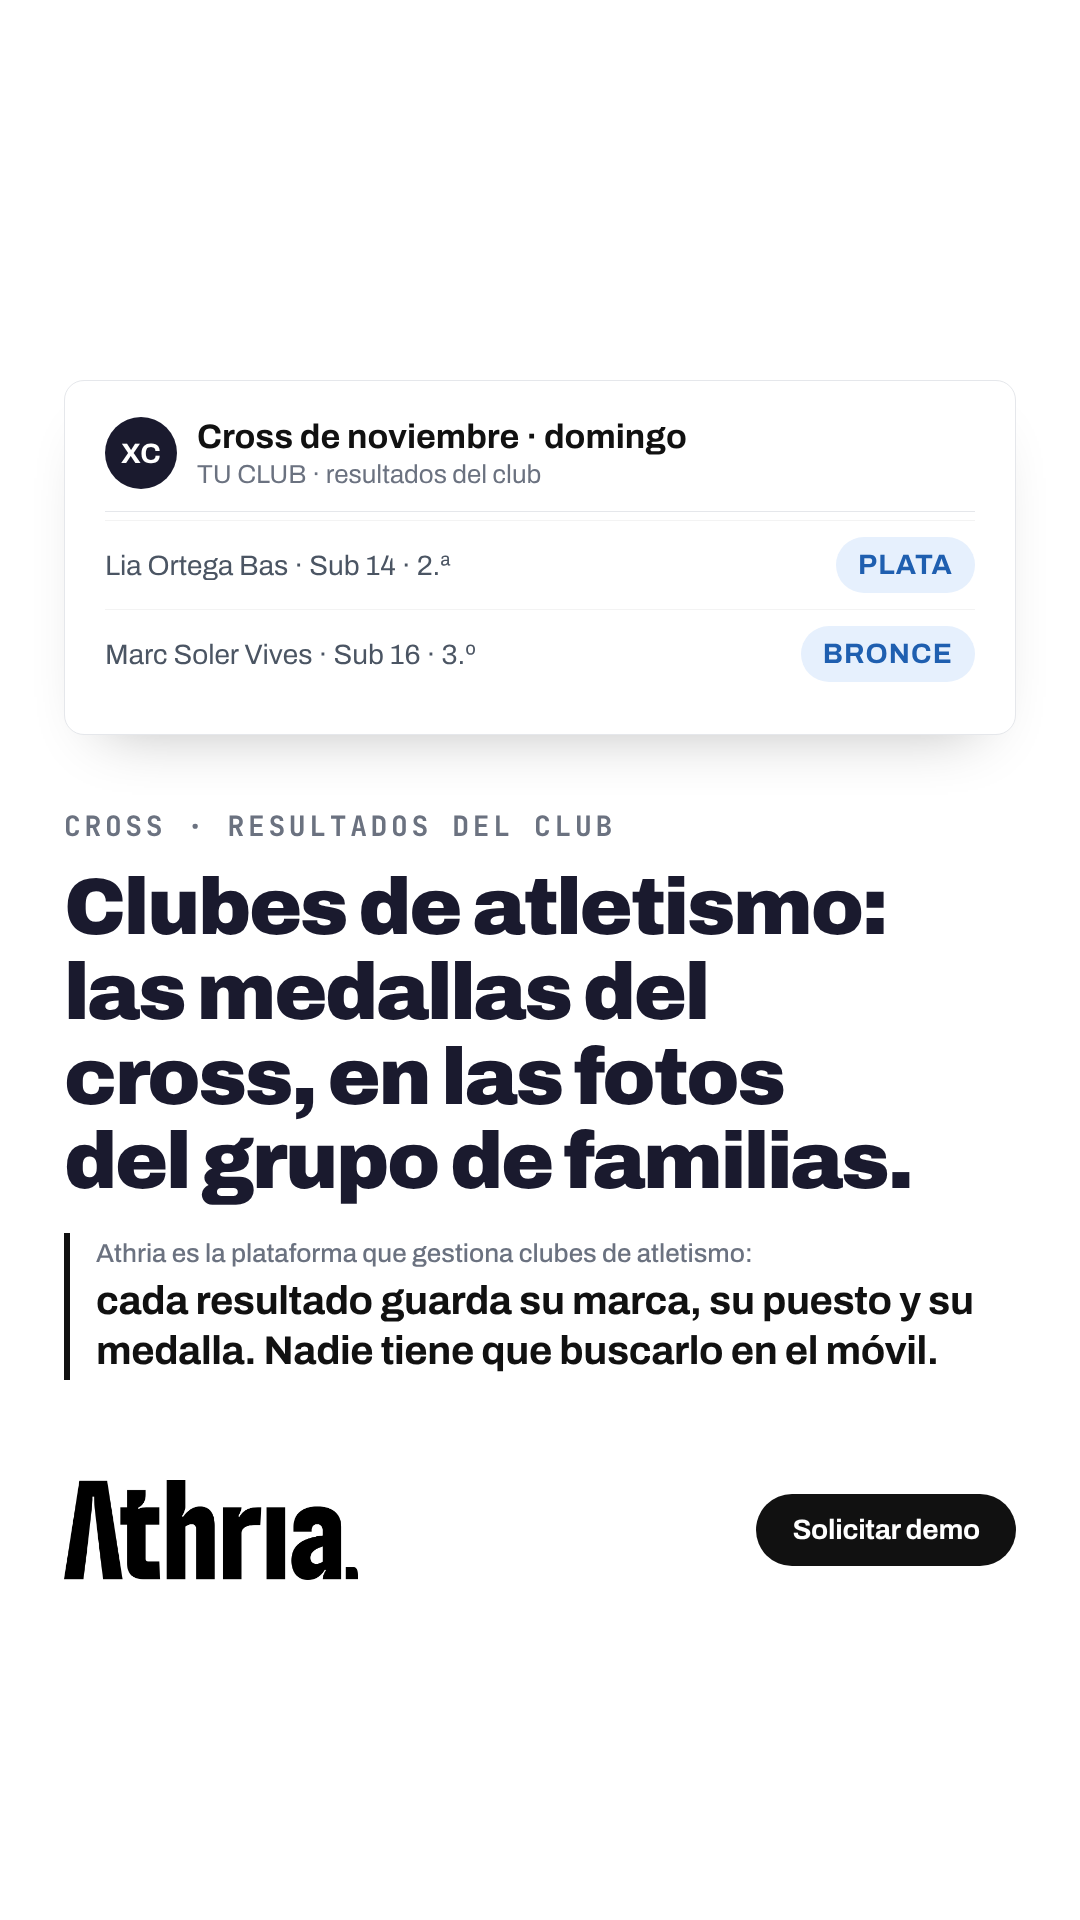 XC
Cross de noviembre · domingo
TU CLUB · resultados del club
Lia Ortega Bas · Sub 14 · 2.ª
PLATA
Marc Soler Vives · Sub 16 · 3.º
BRONCE
CROSS · RESULTADOS DEL CLUB
Clubes de atletismo:
las medallas del
cross, en las fotos
del grupo de familias.
Athria es la plataforma que gestiona clubes de atletismo:
cada resultado guarda su marca, su puesto y su
medalla. Nadie tiene que buscarlo en el móvil.
Athria.
Solicitar demo